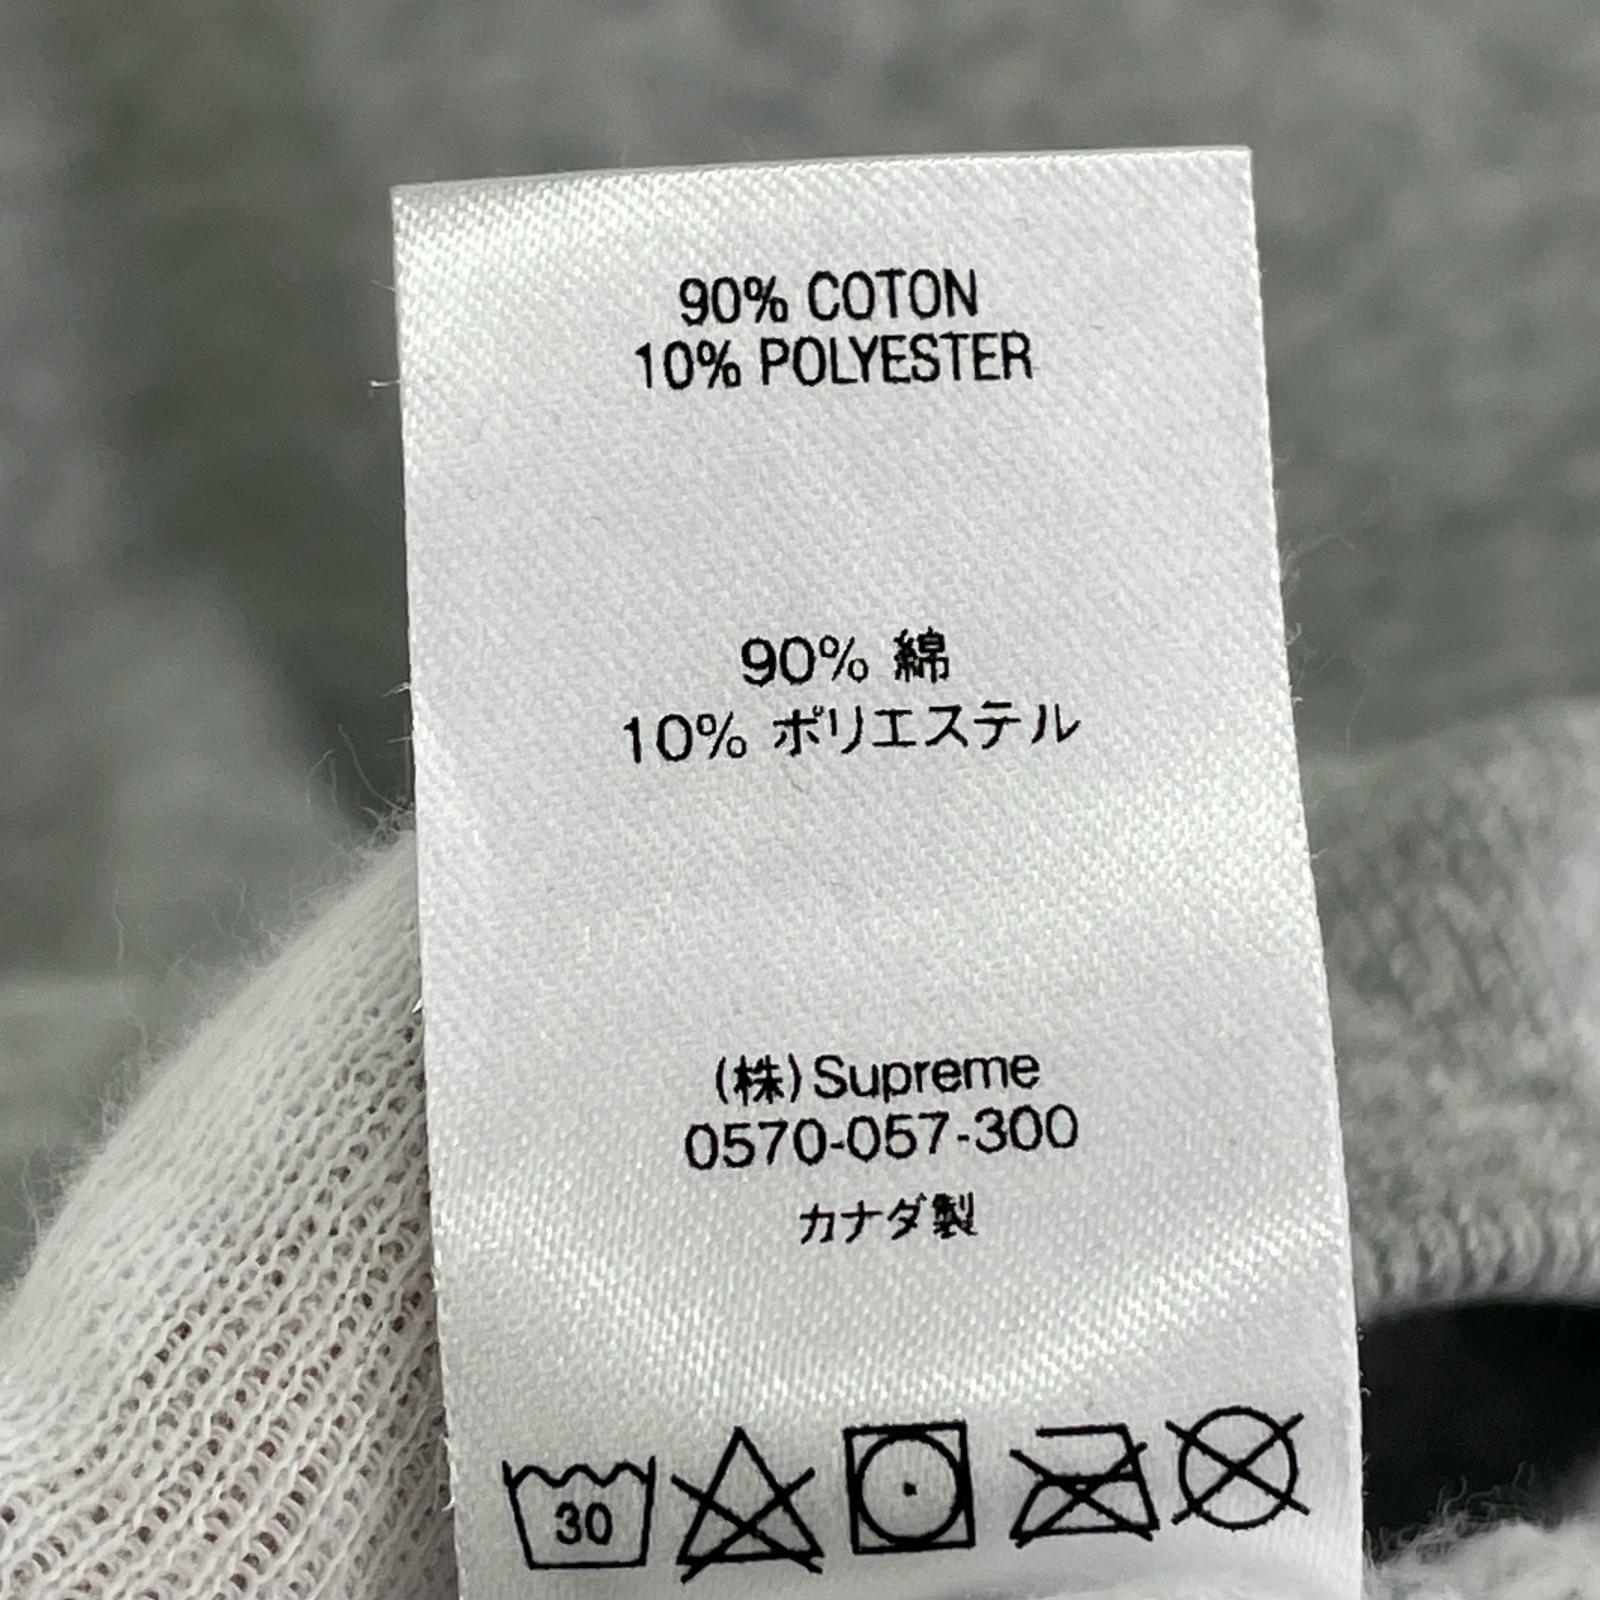 90% COTON
10% POLYESTER
90% 綿
10% ポリエステル
(株)Supreme
0570-057-300
カナダ製
30